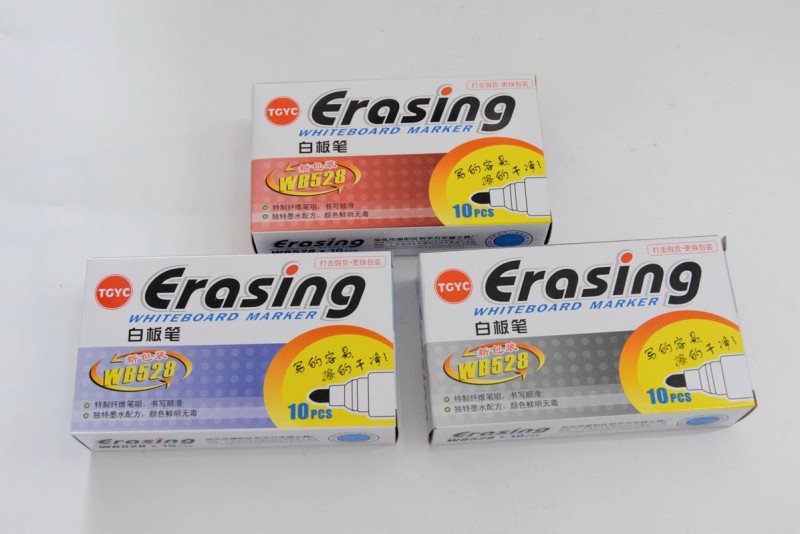 打击假货·更换包装
TGYC
Erasing
WHITEBOARD MARKER
白板笔
新包装
WB528
写的容易
擦的干净!
特制纤维笔咀, 书写顺滑
独特墨水配方, 颜色鲜明无毒
10PCS
Erasing
WB528
打击假货·更换包装
TGYC
Erasing
WHITEBOARD MARKER
白板笔
新包装
WB528
写的容易
擦的干净!
特制纤维笔咀, 书写顺滑
独特墨水配方, 颜色鲜明无毒
10PCS
Erasing
WB528
打击假货·更换包装
TGYC
Erasing
WHITEBOARD MARKER
白板笔
新包装
WB528
写的容易
擦的干净!
特制纤维笔咀, 书写顺滑
独特墨水配方, 颜色鲜明无毒
10PCS
Erasing
WB528